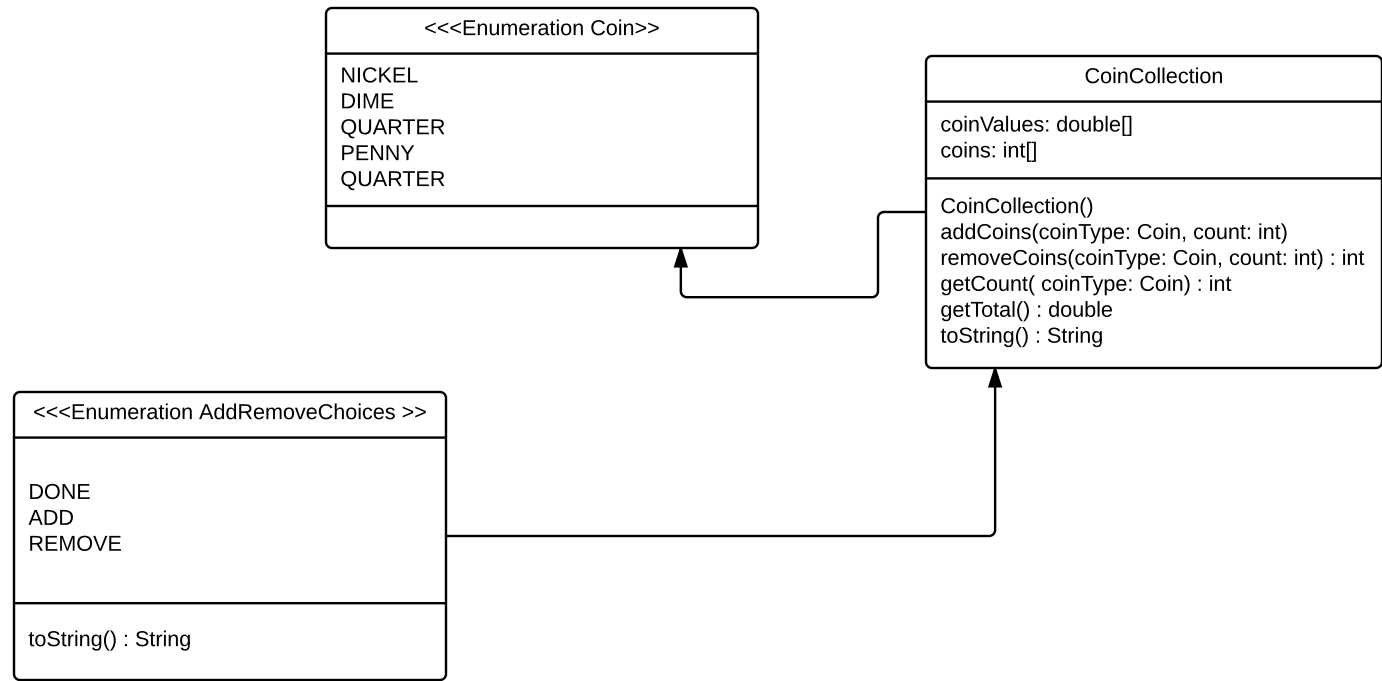 <<<Enumeration Coin>>
NICKEL
DIME
QUARTER
PENNY
QUARTER
CoinCollection
coinValues: double[]
coins: int[]
CoinCollection()
addCoins(coinType: Coin, count: int)
removeCoins(coinType: Coin, count: int) : int
getCount( coinType: Coin) : int
getTotal() : double
toString() : String
<<<Enumeration AddRemoveChoices >>
DONE
ADD
REMOVE
toString() : String